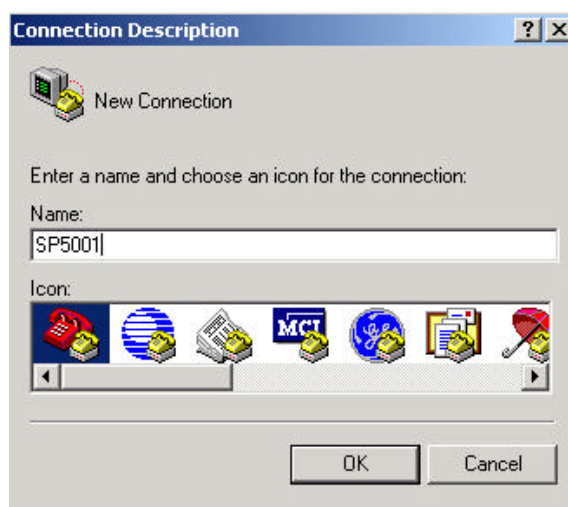 Connection Description
New Connection
Enter a name and choose an icon for the connection:
Name:
SP5001
Icon:
MCI
OK
Cancel